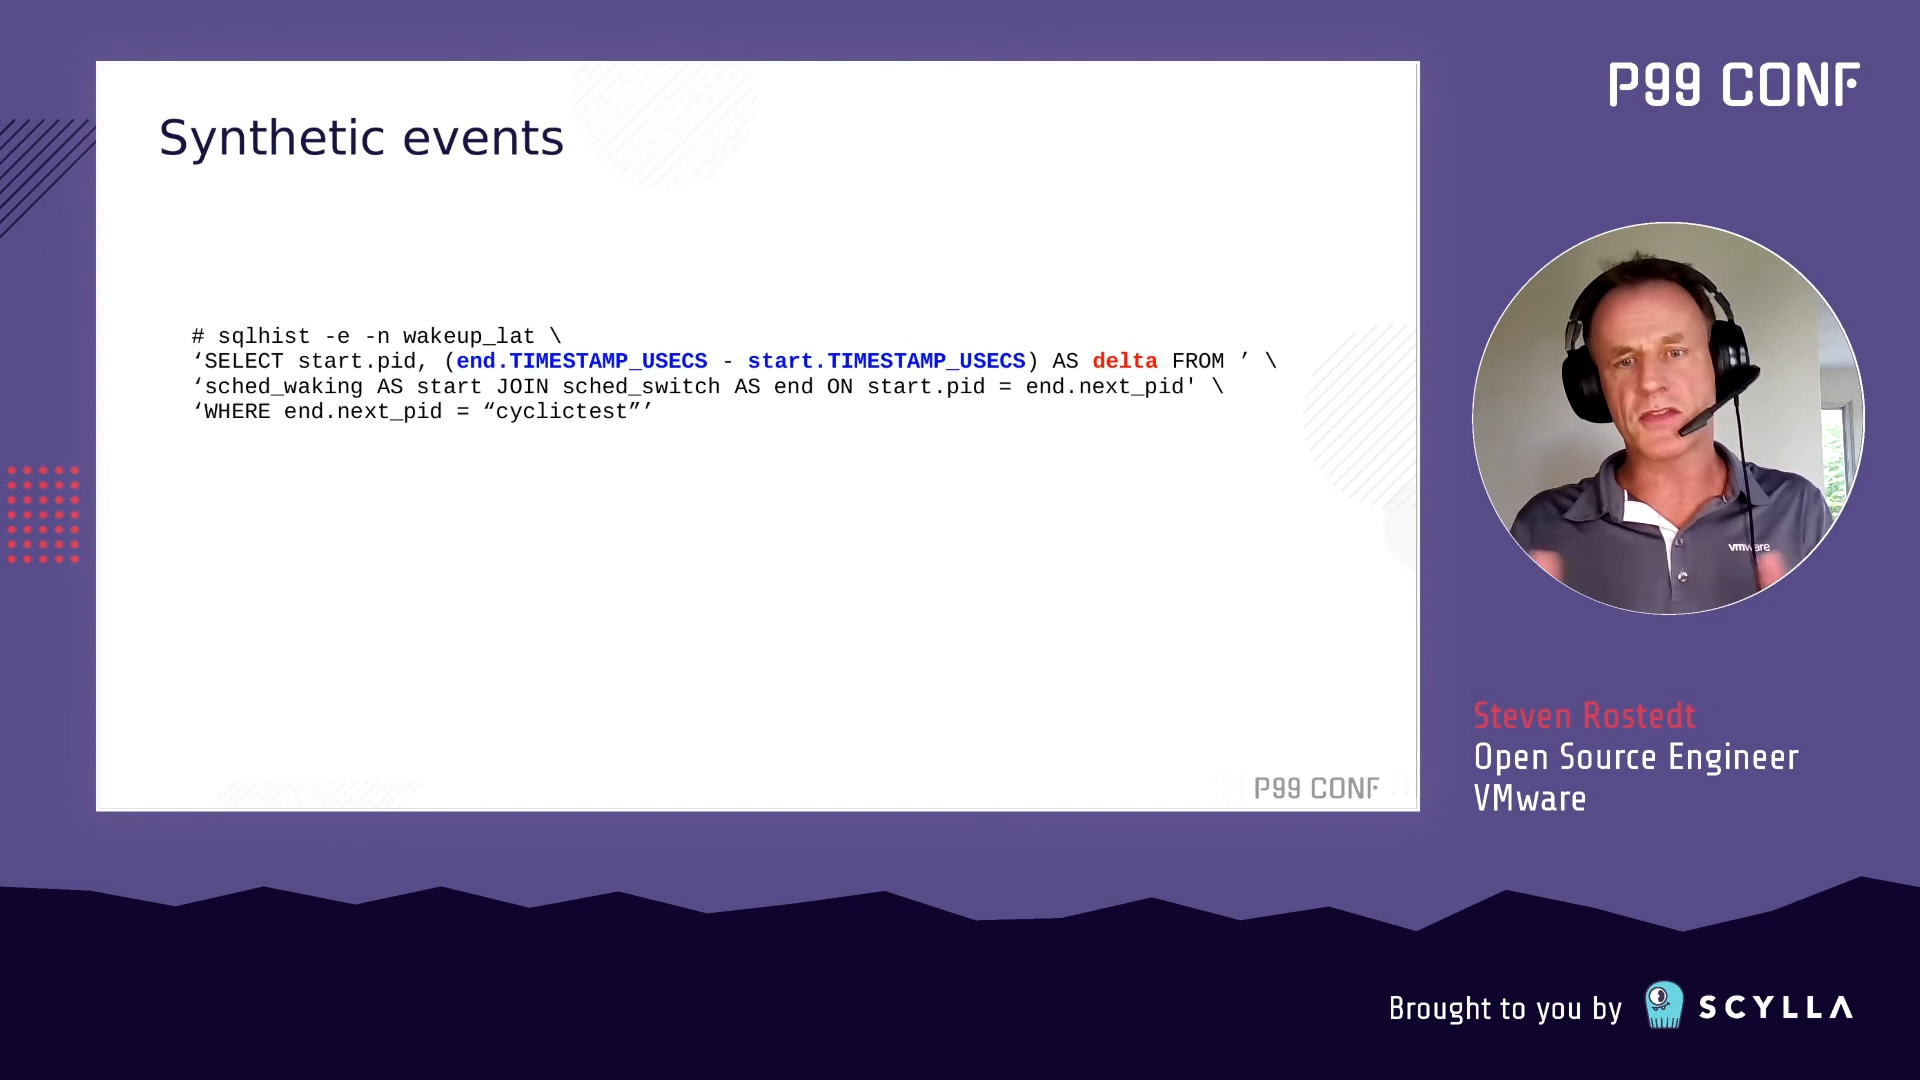 P99 CONF
Synthetic events
# sqlhist -e -n wakeup_lat \
‘SELECT start.pid, (end.TIMESTAMP_USECS - start.TIMESTAMP_USECS) AS delta FROM ’ \
‘sched_waking AS start JOIN sched_switch AS end ON start.pid = end.next_pid' \
‘WHERE end.next_pid = “cyclictest”’
P99 CONF
vmware
Steven Rostedt
Open Source Engineer
VMware
Brought to you by SCYLLA